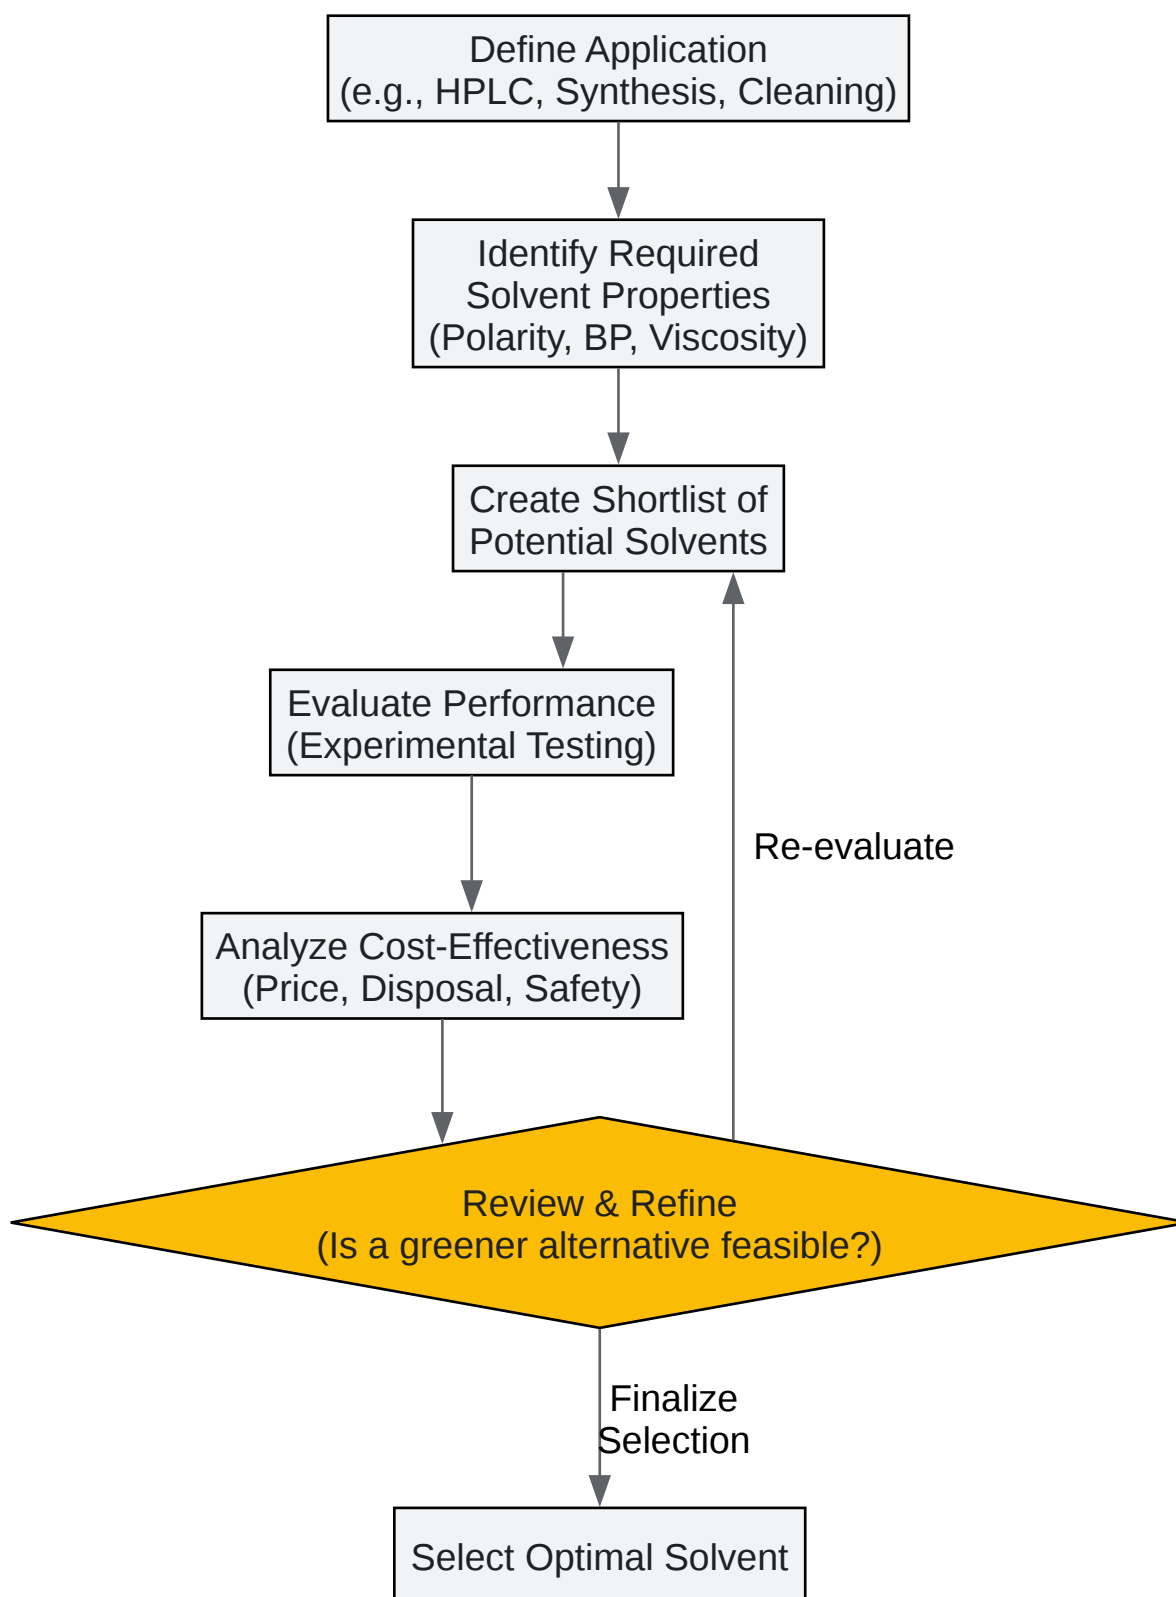 Define Application
(e.g., HPLC, Synthesis, Cleaning)
Identify Required
Solvent Properties
(Polarity, BP, Viscosity)
Create Shortlist of
Potential Solvents
Evaluate Performance
(Experimental Testing)
Re-evaluate
Analyze Cost-Effectiveness
(Price, Disposal, Safety)
Review & Refine
(Is a greener alternative feasible?)
Finalize
Selection
Select Optimal Solvent